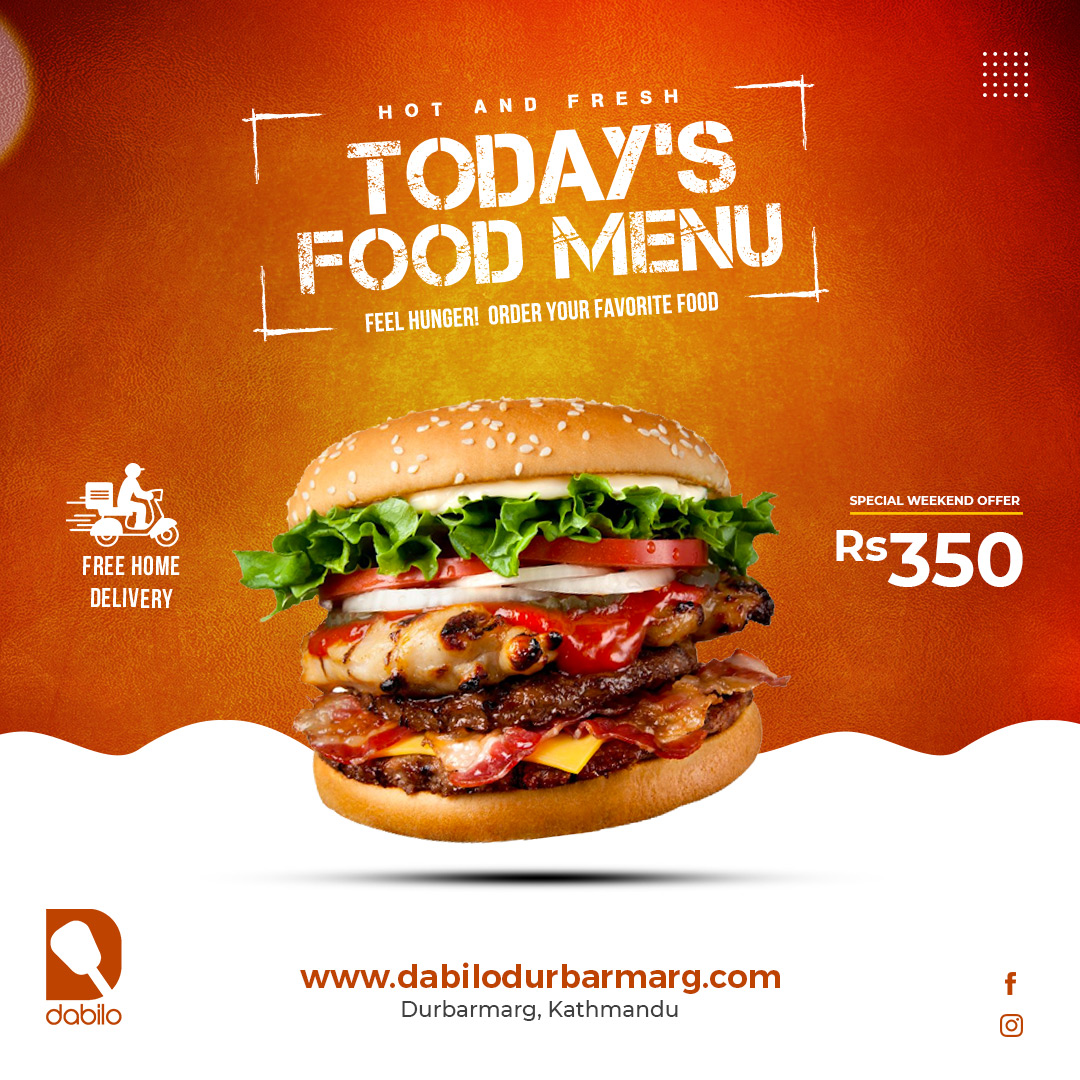 HOT AND FRESH
TODAY'S
FOOD MENU
FEEL HUNGER! ORDER YOUR FAVORITE FOOD
FREE HOME
DELIVERY
SPECIAL WEEKEND OFFER
Rs350
dabilo
www.dabilodurbarmarg.com
Durbarmarg, Kathmandu